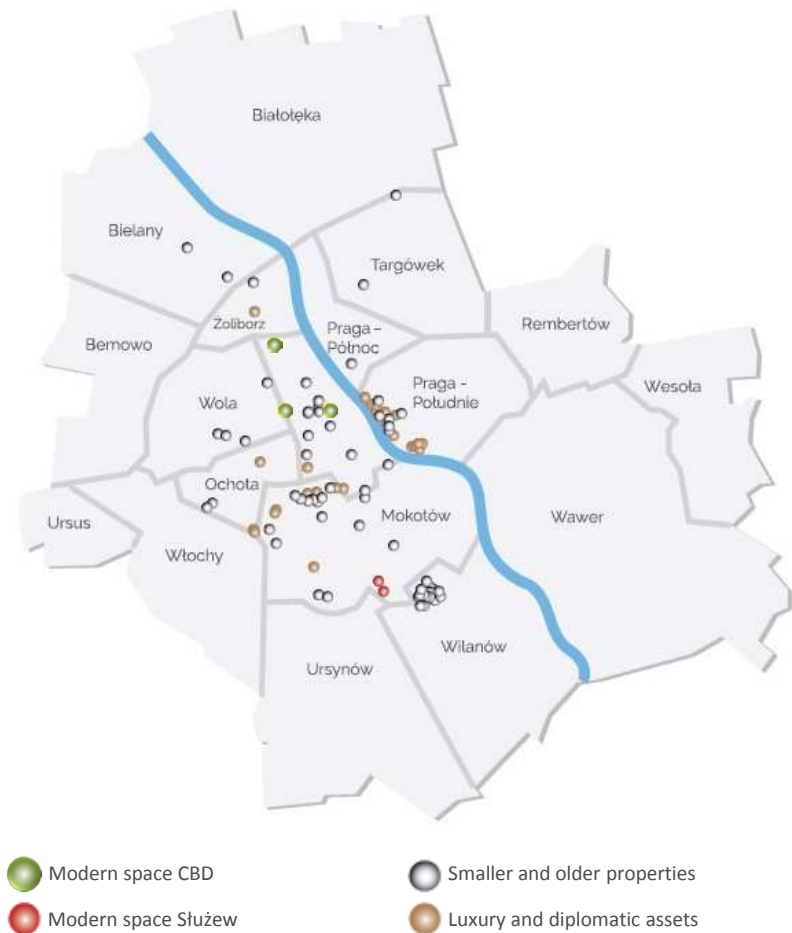 Białołęka
Bielany
Targówek
Żoliborz
Rembertów
Bemowo
Praga –
Północ
Praga -
Południe
Wesoła
Wola
Ochota
Ursus
Mokotów
Wawer
Włochy
Wilanów
Ursynów
Modern space CBD
Smaller and older properties
Modern space Służew
Luxury and diplomatic assets